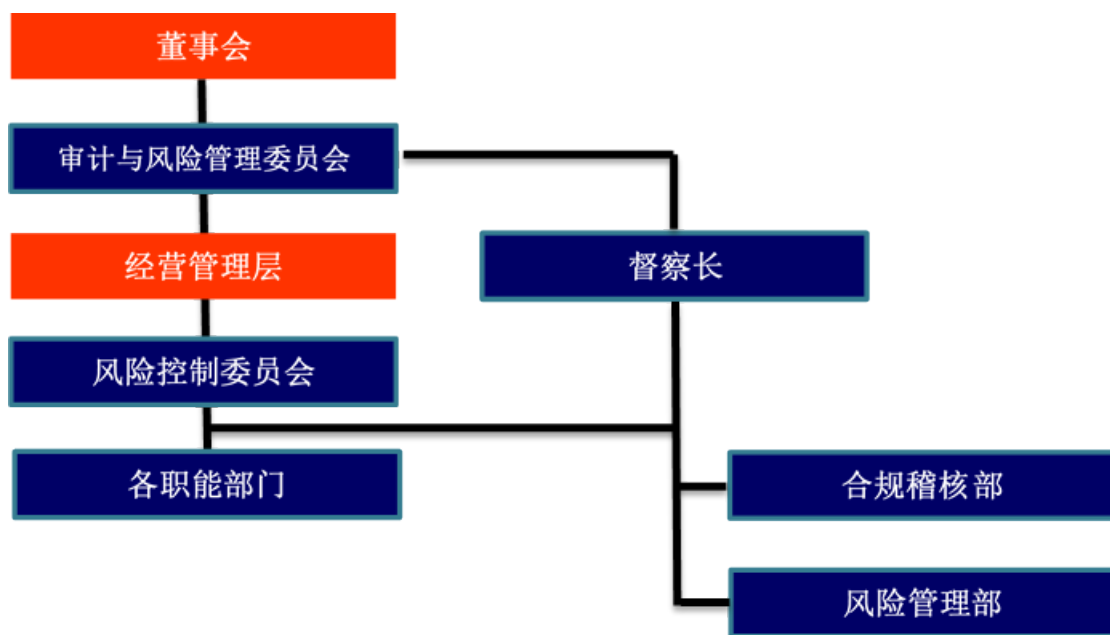 董事会
审计与风险管理委员会
经营管理层
督察长
风险控制委员会
各职能部门
合规稽核部
风险管理部